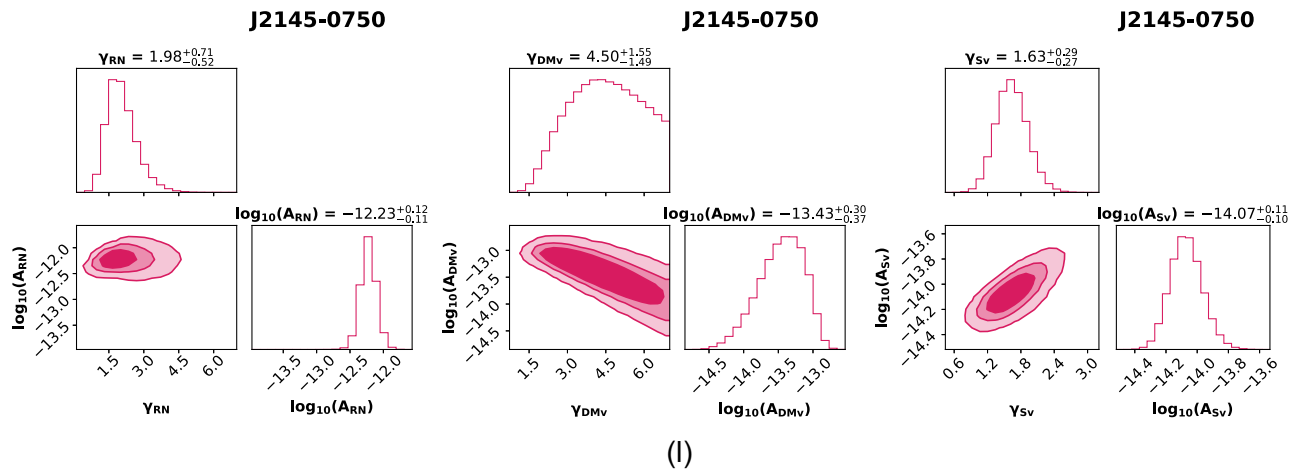 J2145-0750 J2145-0750 J2145-0750
γRN = 1.98+0.71−0.52 γDMv = 4.50+1.55−1.49 γSv = 1.63+0.29−0.27
log10(ARN) = −12.23+0.12−0.11 log10(ADMv) = −13.43+0.30−0.37 log10(ASv) = −14.07+0.11−0.10
log10(ARN)
−12.0
−12.5
−13.0
−13.5
log10(ADMv)
−13.0
−13.5
−14.0
−14.5
log10(ASv)
−13.6
−13.8
−14.0
−14.2
−14.4
1.5 3.0 4.5 6.0 −13.5 −13.0 −12.5 −12.0 1.5 3.0 4.5 6.0 −14.5 −14.0 −13.5 −13.0 0.6 1.2 1.8 2.4 3.0 −14.4 −14.2 −14.0 −13.8 −13.6
γRN log10(ARN) γDMv log10(ADMv) γSv log10(ASv)
(l)